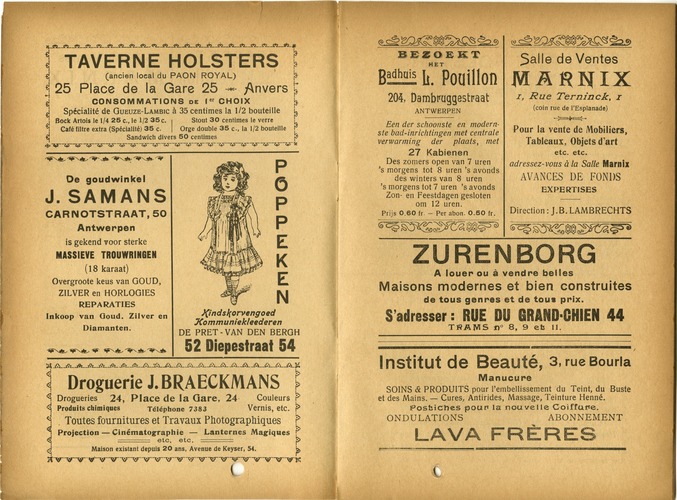 TAVERNE HOLSTERS
(ancien local du PAON ROYAL)
25 Place de la Gare 25 - Anvers
CONSOMMATIONS DE 1er CHOIX
Spécialité de GUEUZE-LAMBIC à 35 centimes la 1/2 bouteille
Bock Artois le 1/4 25 c., le 1/2 35 c.
Stout 30 centimes le verre
Café filtre extra (Spécialité) 35 c.
Orge double 35 c., la 1/2 bouteille
Sandwich divers 50 centimes
De goudwinkel
J. SAMANS
CARNOTSTRAAT, 50
Antwerpen
is gekend voor sterke
MASSIEVE TROUWRINGEN
(18 karaat)
Overgroote keus van GOUD,
ZILVER en HORLOGIES
REPARATIES
Inkoop van Goud, Zilver en
Diamanten.
POPPEKEN
Kindskorvengoed
Kommuniekleederen
DE PRET-VAN DEN BERGH
52 Diepestraat 54
Droguerie J. BRAECKMANS
Drogueries 24, Place de la Gare, 24 Couleurs
Produits chimiques Téléphone 7383 Vernis, etc.
Toutes fournitures et Travaux Photographiques
Projection — Cinématographie — Lanternes Magiques
etc. etc.
Maison existant depuis 20 ans, Avenue de Keyser, 54.
BEZOEKT
HET
Badhuis L. Pouillon
204, Dambruggestraat
ANTWERPEN
Een der schoonste en modern-
ste bad-inrichtingen met centrale
verwarming der plaats, met
27 Kabienen
Des zomers open van 7 uren
's morgens tot 8 uren 's avonds
des winters van 8 uren
's morgens tot 7 uren 's avonds
Zon- en Feestdagen gesloten
om 12 uren.
Prijs 0.60 fr. — Per abon. 0.50 fr.
Salle de Ventes
MARNIX
1, Rue Terninck, 1
(coin rue de l'Esplanade)
Pour la vente de Mobiliers,
Tableaux, Objets d'art
etc. etc.
adressez-vous à la Salle Marnix
AVANCES DE FONDS
EXPERTISES
Direction: J.B. LAMBRECHTS
ZURENBORG
A louer ou à vendre belles
Maisons modernes et bien construites
de tous genres et de tous prix.
S'adresser : RUE DU GRAND-CHIEN 44
TRAMS nos 8, 9 et 11.
Institut de Beauté, 3, rue Bourla
Manucure
SOINS & PRODUITS pour l'embellissement du Teint, du Buste
et des Mains. — Cures, Antirides, Massage, Teinture Henné.
Postiches pour la nouvelle Coiffure.
ONDULATIONS ABONNEMENT
LAVA FRÈRES